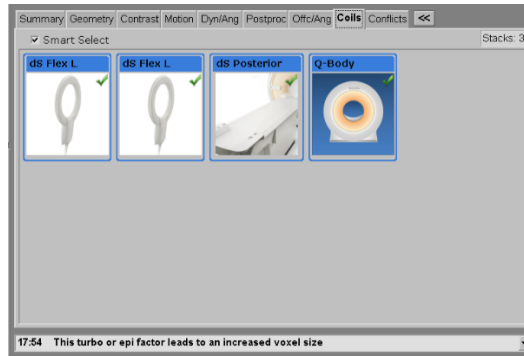 Summary Geometry Contrast Motion Dyn/Ang Postproc Offc/Ang Coils Conflicts <<
Smart Select
Stacks: 3
dS Flex L dS Flex L dS Posterior Q-Body
17:54 This turbo or epi factor leads to an increased voxel size